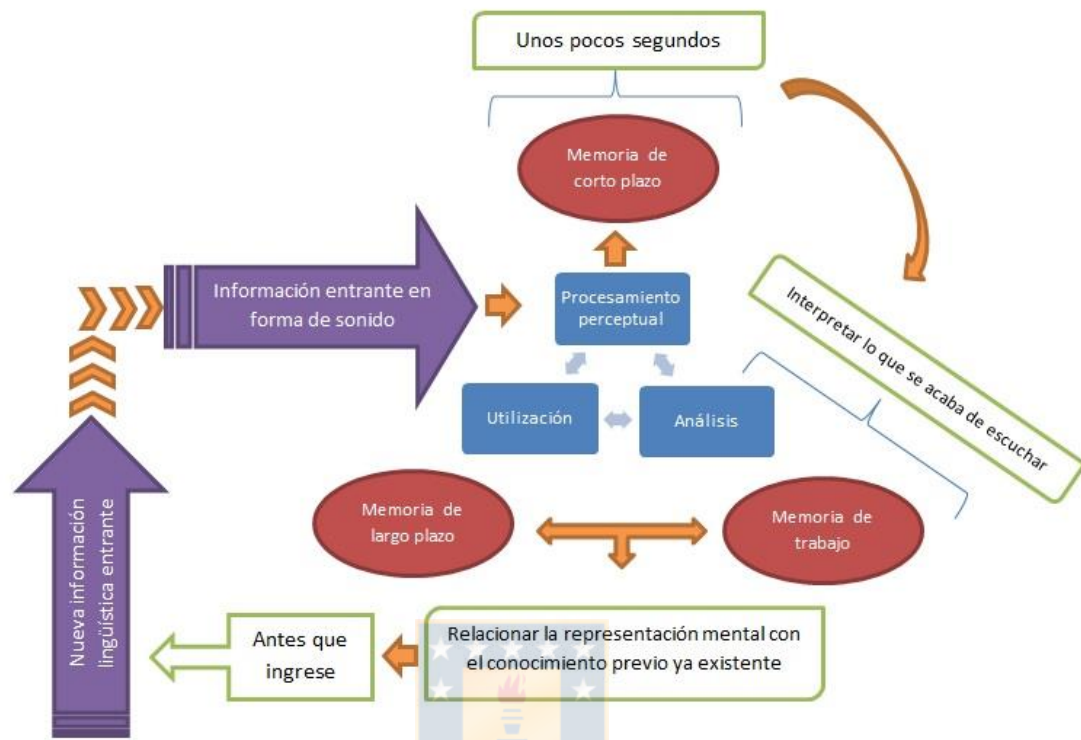 Unos pocos segundos
Memoria de
corto plazo
Información entrante en
forma de sonido
Procesamiento
perceptual
Interpretar lo que se acaba de escuchar
Utilización
Análisis
Memoria de
largo plazo
Memoria de
trabajo
Nueva información
lingüística entrante
Antes que
ingrese
Relacionar la representación mental con
el conocimiento previo ya existente